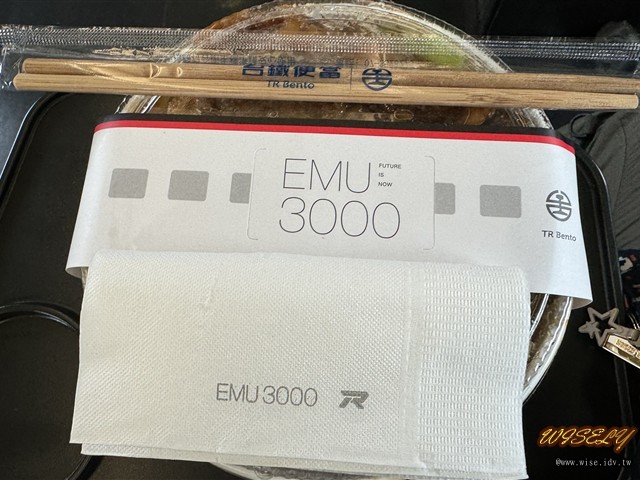 台鐵便當
TR Bento
EMU
3000
FUTURE
IS
NOW
TR Bento
EMU3000
WISELY
@www.wise.idv.tw